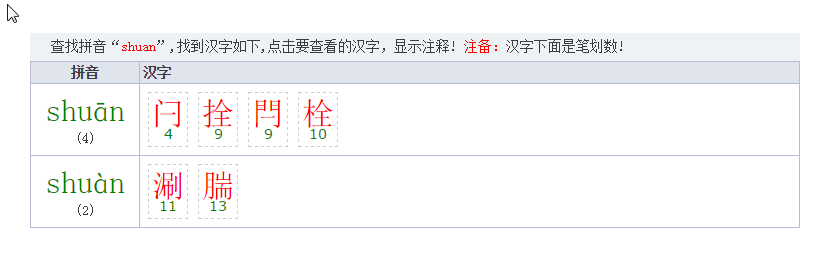 查找拼音“shuan”,找到汉字如下,点击要查看的汉字，显示注释! 注备：汉字下面是笔划数!
拼音 汉字
shuān 闩 拴 閂 栓
(4) 4 9 9 10
shuàn 涮 腨
(2) 11 13